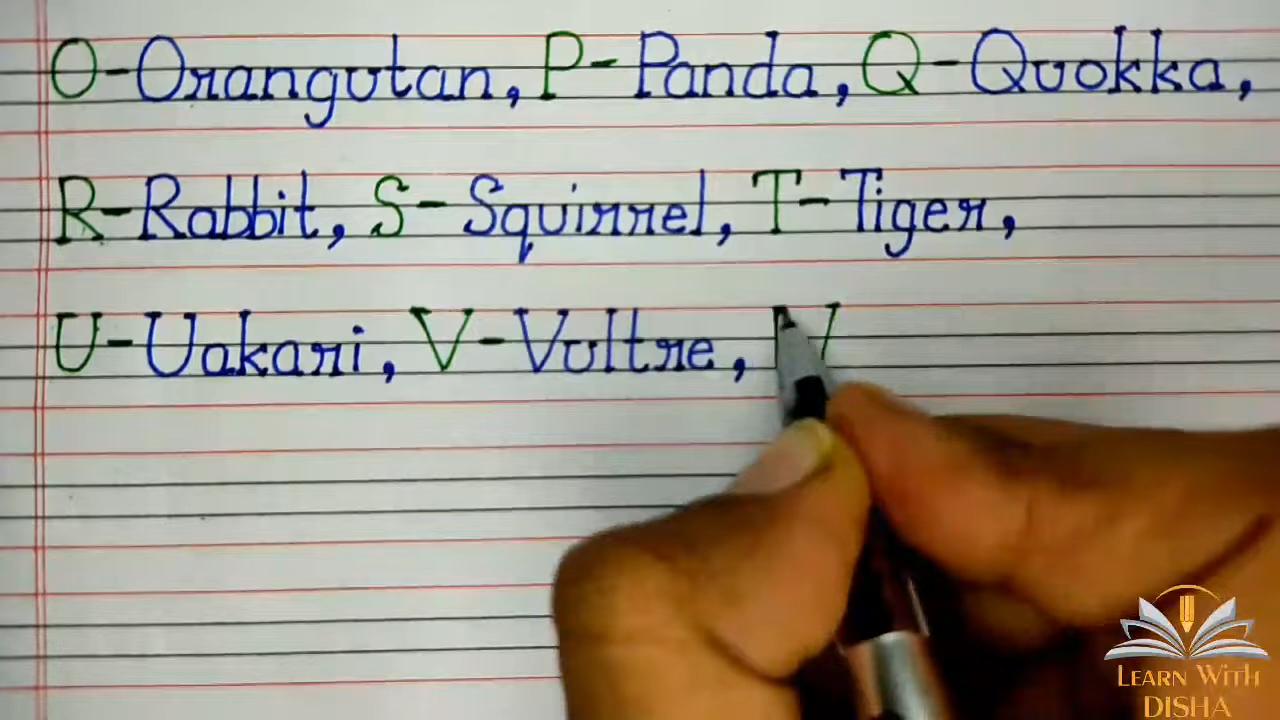 O-Orangutan, P-Panda, Q-Quokka,
R-Rabbit, S-Squirrel, T-Tiger,
U-Uakari, V-Vultre,
LEARN WITH
DISHA